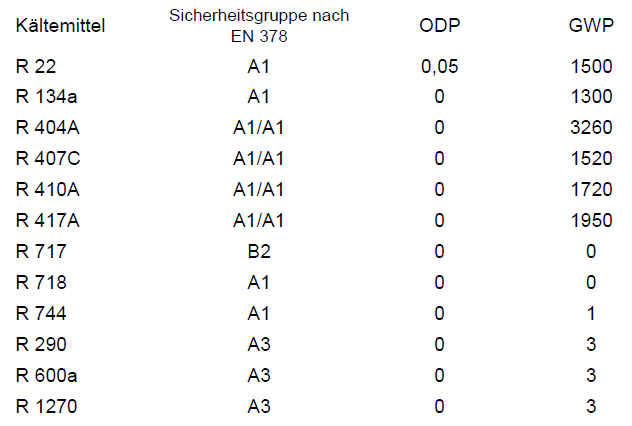 Kältemittel Sicherheitsgruppe nach EN 378 ODP GWP
R 22 A1 0,05 1500
R 134a A1 0 1300
R 404A A1/A1 0 3260
R 407C A1/A1 0 1520
R 410A A1/A1 0 1720
R 417A A1/A1 0 1950
R 717 B2 0 0
R 718 A1 0 0
R 744 A1 0 1
R 290 A3 0 3
R 600a A3 0 3
R 1270 A3 0 3